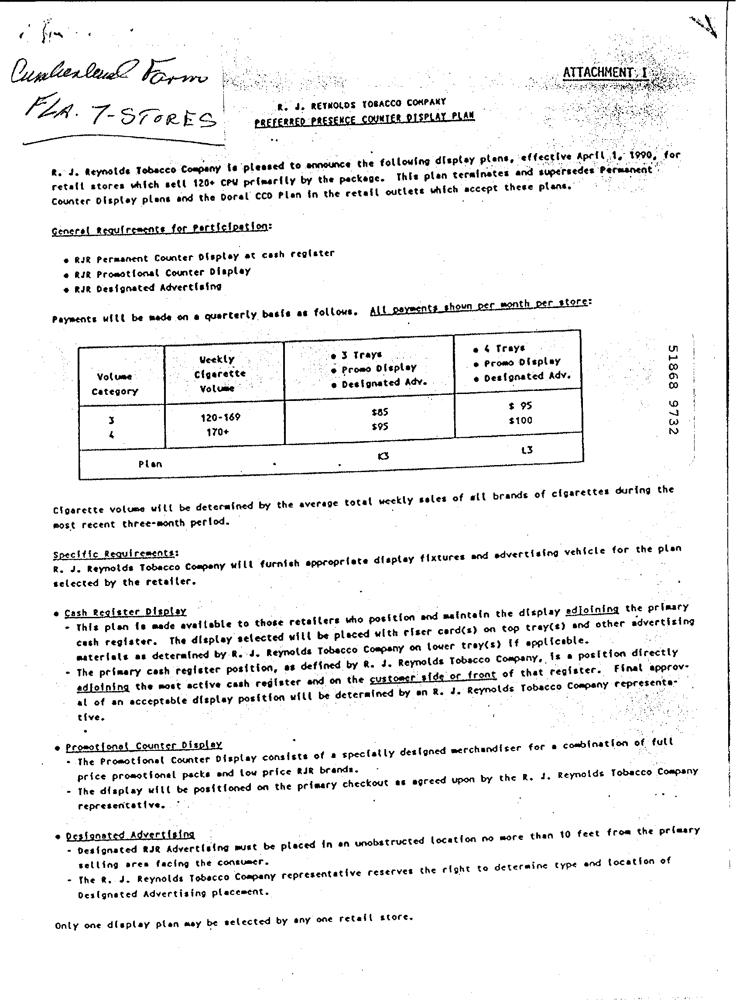 Cumberland Farm
FLA. 7-STORES
ATTACHMENT I
R. J. REYNOLDS TOBACCO COMPANY
PREFERRED PRESENCE COUNTER DISPLAY PLAN
R. J. Reynolds Tobacco Company is pleased to announce the following display plans, effective April 1, 1990, for
retail stores which sell 120+ CPW primarily by the package. This plan terminates and supersedes Permanent
Counter Display plans and the Doral CCD Plan in the retail outlets which accept these plans.
General Requirements for Participation:
• RJR Permanent Counter Display at cash register
• RJR Promotional Counter Display
• RJR Designated Advertising
Payments will be made on a quarterly basis as follows. All payments shown per month per store:
Volume Category
Weekly Cigarette Volume
• 3 Trays
• Promo Display
• Designated Adv.
• 4 Trays
• Promo Display
• Designated Adv.
3 120-169 $85 $ 95
4 170+ $95 $100
Plan K3 L3
51868 9732
Cigarette volume will be determined by the average total weekly sales of all brands of cigarettes during the
most recent three-month period.
Specific Requirements:
R. J. Reynolds Tobacco Company will furnish appropriate display fixtures and advertising vehicle for the plan
selected by the retailer.
• Cash Register Display
- This plan is made available to those retailers who position and maintain the display adjoining the primary
cash register. The display selected will be placed with riser card(s) on top tray(s) and other advertising
materials as determined by R. J. Reynolds Tobacco Company on lower tray(s) if applicable.
- The primary cash register position, as defined by R. J. Reynolds Tobacco Company, is a position directly
adjoining the most active cash register and on the customer side or front of that register. Final approv-
al of an acceptable display position will be determined by an R. J. Reynolds Tobacco Company representa-
tive.
• Promotional Counter Display
- The Promotional Counter Display consists of a specially designed merchandiser for a combination of full
price promotional packs and low price RJR brands.
- The display will be positioned on the primary checkout as agreed upon by the R. J. Reynolds Tobacco Company
representative.
• Designated Advertising
- Designated RJR Advertising must be placed in an unobstructed location no more than 10 feet from the primary
selling area facing the consumer.
- The R. J. Reynolds Tobacco Company representative reserves the right to determine type and location of
Designated Advertising placement.
Only one display plan may be selected by any one retail store.